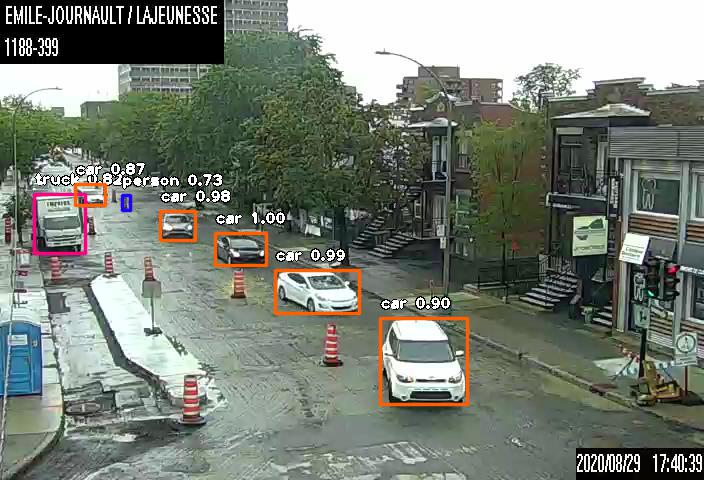 EMILE-JOURNAULT / LAJEUNESSE
1188-399
car 0.87
truck 0.82
person 0.73
car 0.98
car 1.00
car 0.99
car 0.90
2020/08/29 17:40:39